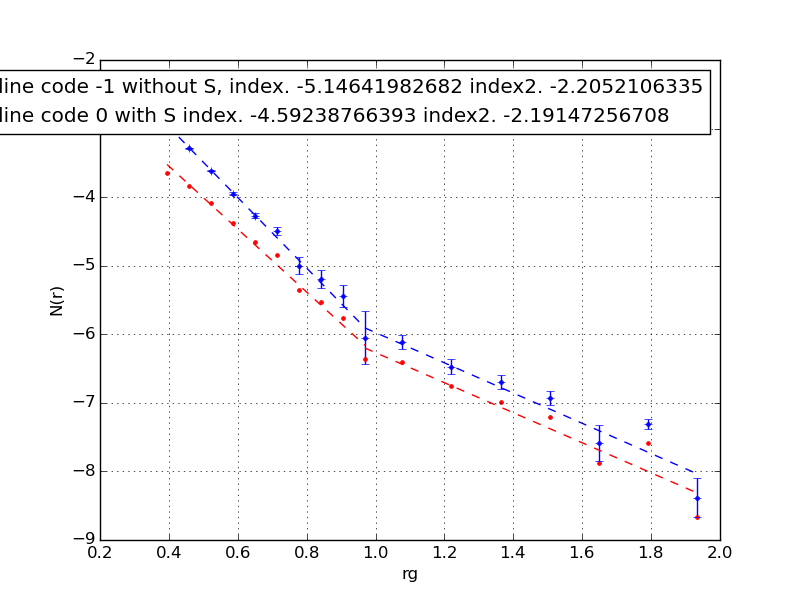 line code -1 without S, index. -5.14641982682 index2. -2.2052106335
line code 0 with S index. -4.59238766393 index2. -2.19147256708
N(r)
−2
−4
−5
−6
−7
−8
−9
0.2 0.4 0.6 0.8 1.0 1.2 1.4 1.6 1.8 2.0
rg